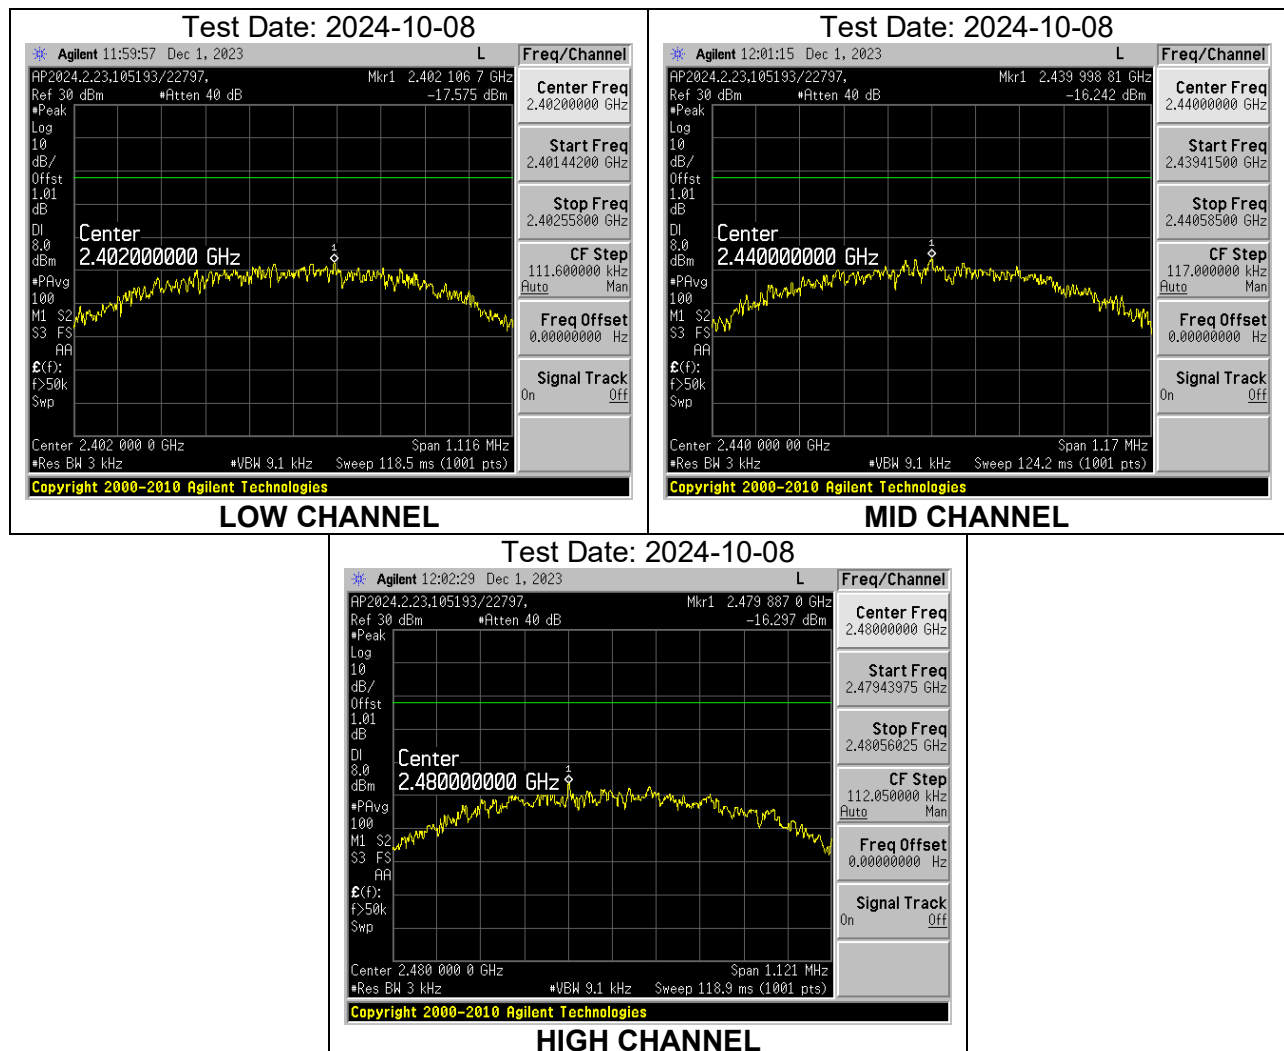 Test Date: 2024-10-08
Agilent 11:59:57 Dec 1, 2023 L
AP2024.2.23,105193/22797, Mkr1 2.402 106 7 GHz
Ref 30 dBm #Atten 40 dB -17.575 dBm
#Peak
Log
10
dB/
Offst
1.01
dB
DI
8.0
dBm
#PAvg
100
M1 S2
S3 FS
AA
£(f):
f>50k
Swp
Center
2.402000000 GHz
1
Center 2.402 000 0 GHz Span 1.116 MHz
#Res BW 3 kHz #VBW 9.1 kHz Sweep 118.5 ms (1001 pts)
Copyright 2000-2010 Agilent Technologies
Freq/Channel
Center Freq
2.40200000 GHz
Start Freq
2.40144200 GHz
Stop Freq
2.40255800 GHz
CF Step
111.600000 kHz
Auto Man
Freq Offset
0.00000000 Hz
Signal Track
On Off
LOW CHANNEL
Test Date: 2024-10-08
Agilent 12:01:15 Dec 1, 2023 L
AP2024.2.23,105193/22797, Mkr1 2.439 998 81 GHz
Ref 30 dBm #Atten 40 dB -16.242 dBm
#Peak
Log
10
dB/
Offst
1.01
dB
DI
8.0
dBm
#PAvg
100
M1 S2
S3 FS
AA
£(f):
f>50k
Swp
Center
2.440000000 GHz
1
Center 2.440 000 00 GHz Span 1.17 MHz
#Res BW 3 kHz #VBW 9.1 kHz Sweep 124.2 ms (1001 pts)
Copyright 2000-2010 Agilent Technologies
Freq/Channel
Center Freq
2.44000000 GHz
Start Freq
2.43941500 GHz
Stop Freq
2.44058500 GHz
CF Step
117.000000 kHz
Auto Man
Freq Offset
0.00000000 Hz
Signal Track
On Off
MID CHANNEL
Test Date: 2024-10-08
Agilent 12:02:29 Dec 1, 2023 L
AP2024.2.23,105193/22797, Mkr1 2.479 887 0 GHz
Ref 30 dBm #Atten 40 dB -16.297 dBm
#Peak
Log
10
dB/
Offst
1.01
dB
DI
8.0
dBm
#PAvg
100
M1 S2
S3 FS
AA
£(f):
f>50k
Swp
Center
2.480000000 GHz
1
Center 2.480 000 0 GHz Span 1.121 MHz
#Res BW 3 kHz #VBW 9.1 kHz Sweep 118.9 ms (1001 pts)
Copyright 2000-2010 Agilent Technologies
Freq/Channel
Center Freq
2.48000000 GHz
Start Freq
2.47943975 GHz
Stop Freq
2.48056025 GHz
CF Step
112.050000 kHz
Auto Man
Freq Offset
0.00000000 Hz
Signal Track
On Off
HIGH CHANNEL